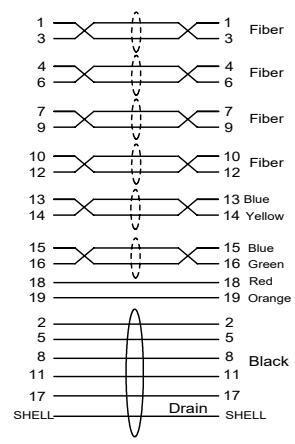 1 1 Fiber
3 3
4 4 Fiber
6 6
7 7 Fiber
9 9
10 10 Fiber
12 12
13 13 Blue
14 14 Yellow
15 15 Blue
16 16 Green
18 18 Red
19 19 Orange
2 2
5 5
8 8 Black
11 11
17 17
SHELL Drain SHELL